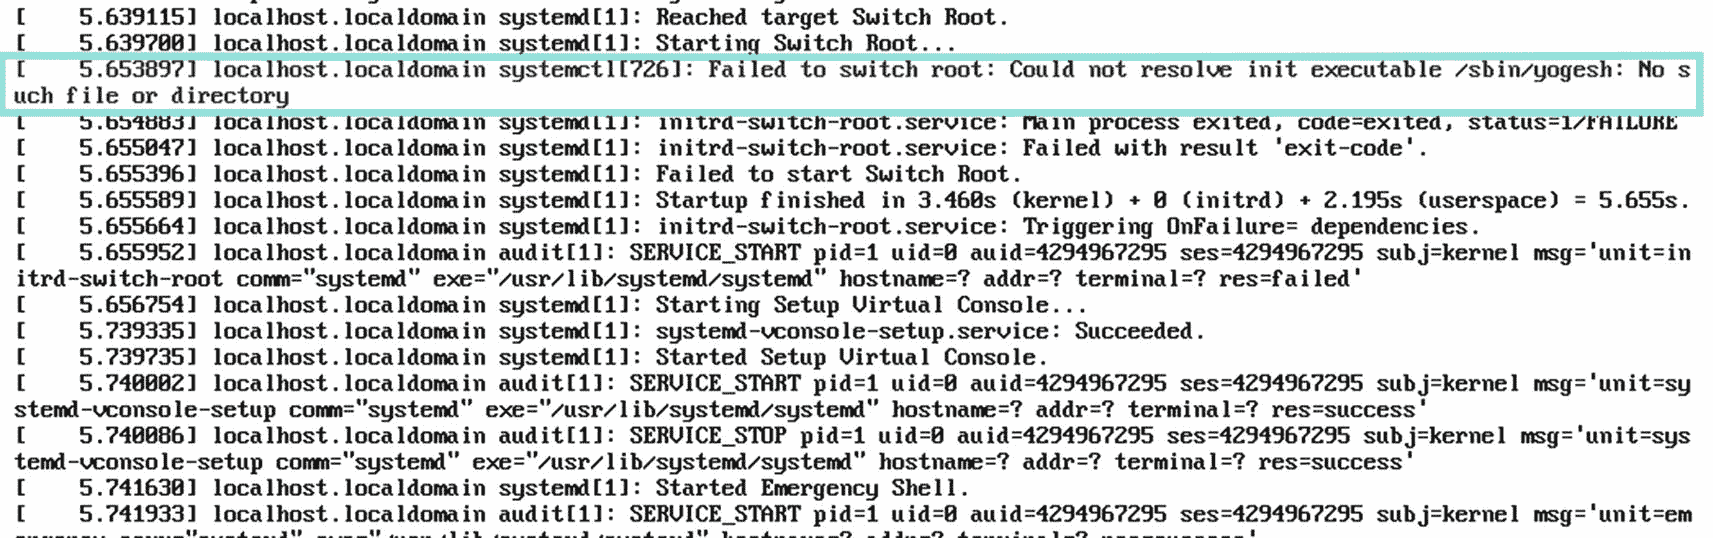 [    5.639115] localhost.localdomain systemd[1]: Reached target Switch Root.
[    5.639700] localhost.localdomain systemd[1]: Starting Switch Root...
[    5.653897] localhost.localdomain systemctl[726]: Failed to switch root: Could not resolve init executable /sbin/yogesh: No s
uch file or directory
[    5.654883] localhost.localdomain systemd[1]: initrd-switch-root.service: Main process exited, code=exited, status=1/FAILURE
[    5.655047] localhost.localdomain systemd[1]: initrd-switch-root.service: Failed with result 'exit-code'.
[    5.655396] localhost.localdomain systemd[1]: Failed to start Switch Root.
[    5.655589] localhost.localdomain systemd[1]: Startup finished in 3.460s (kernel) + 0 (initrd) + 2.195s (userspace) = 5.655s.
[    5.655664] localhost.localdomain systemd[1]: initrd-switch-root.service: Triggering OnFailure= dependencies.
[    5.655952] localhost.localdomain audit[1]: SERVICE_START pid=1 uid=0 auid=4294967295 ses=4294967295 subj=kernel msg='unit=in
itrd-switch-root comm="systemd" exe="/usr/lib/systemd/systemd" hostname=? addr=? terminal=? res=failed'
[    5.656754] localhost.localdomain systemd[1]: Starting Setup Virtual Console...
[    5.739335] localhost.localdomain systemd[1]: systemd-vconsole-setup.service: Succeeded.
[    5.739735] localhost.localdomain systemd[1]: Started Setup Virtual Console.
[    5.740002] localhost.localdomain audit[1]: SERVICE_START pid=1 uid=0 auid=4294967295 ses=4294967295 subj=kernel msg='unit=sy
stemd-vconsole-setup comm="systemd" exe="/usr/lib/systemd/systemd" hostname=? addr=? terminal=? res=success'
[    5.740086] localhost.localdomain audit[1]: SERVICE_STOP pid=1 uid=0 auid=4294967295 ses=4294967295 subj=kernel msg='unit=sys
temd-vconsole-setup comm="systemd" exe="/usr/lib/systemd/systemd" hostname=? addr=? terminal=? res=success'
[    5.741630] localhost.localdomain systemd[1]: Started Emergency Shell.
[    5.741933] localhost.localdomain audit[1]: SERVICE_START pid=1 uid=0 auid=4294967295 ses=4294967295 subj=kernel msg='unit=em